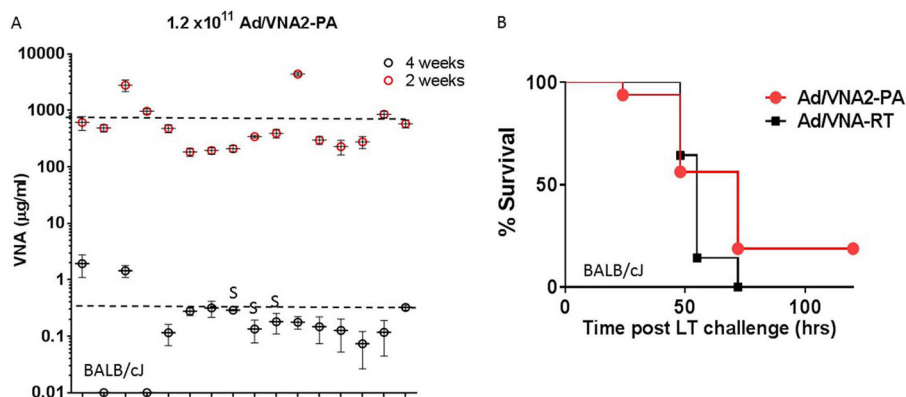 A
1.2 x10¹¹ Ad/VNA2-PA
4 weeks
2 weeks
VNA (µg/ml)
10000
1000
100
10
1
0.1
0.01
S
S
S
BALB/cJ
B
Ad/VNA2-PA
Ad/VNA-RT
% Survival
100
50
0
BALB/cJ
0
50
100
Time post LT challenge (hrs)